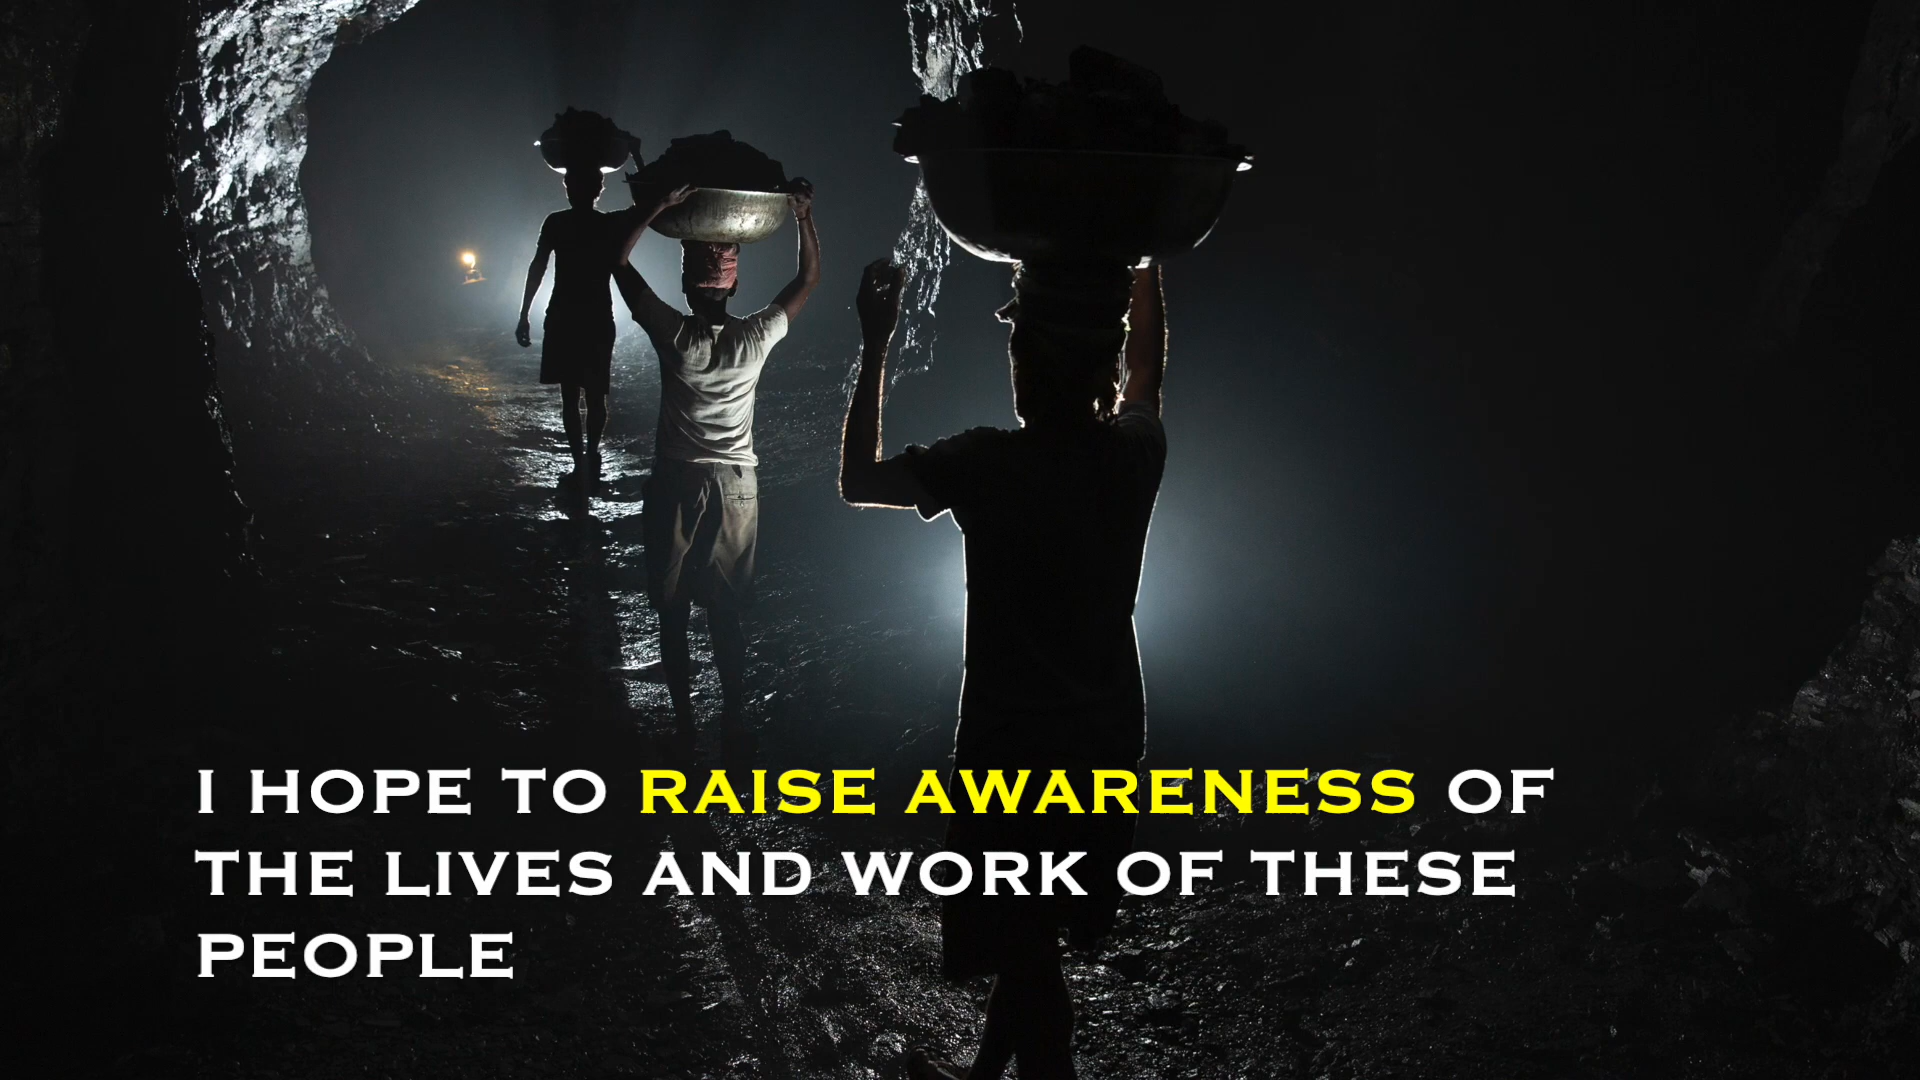 I HOPE TO RAISE AWARENESS OF
THE LIVES AND WORK OF THESE
PEOPLE